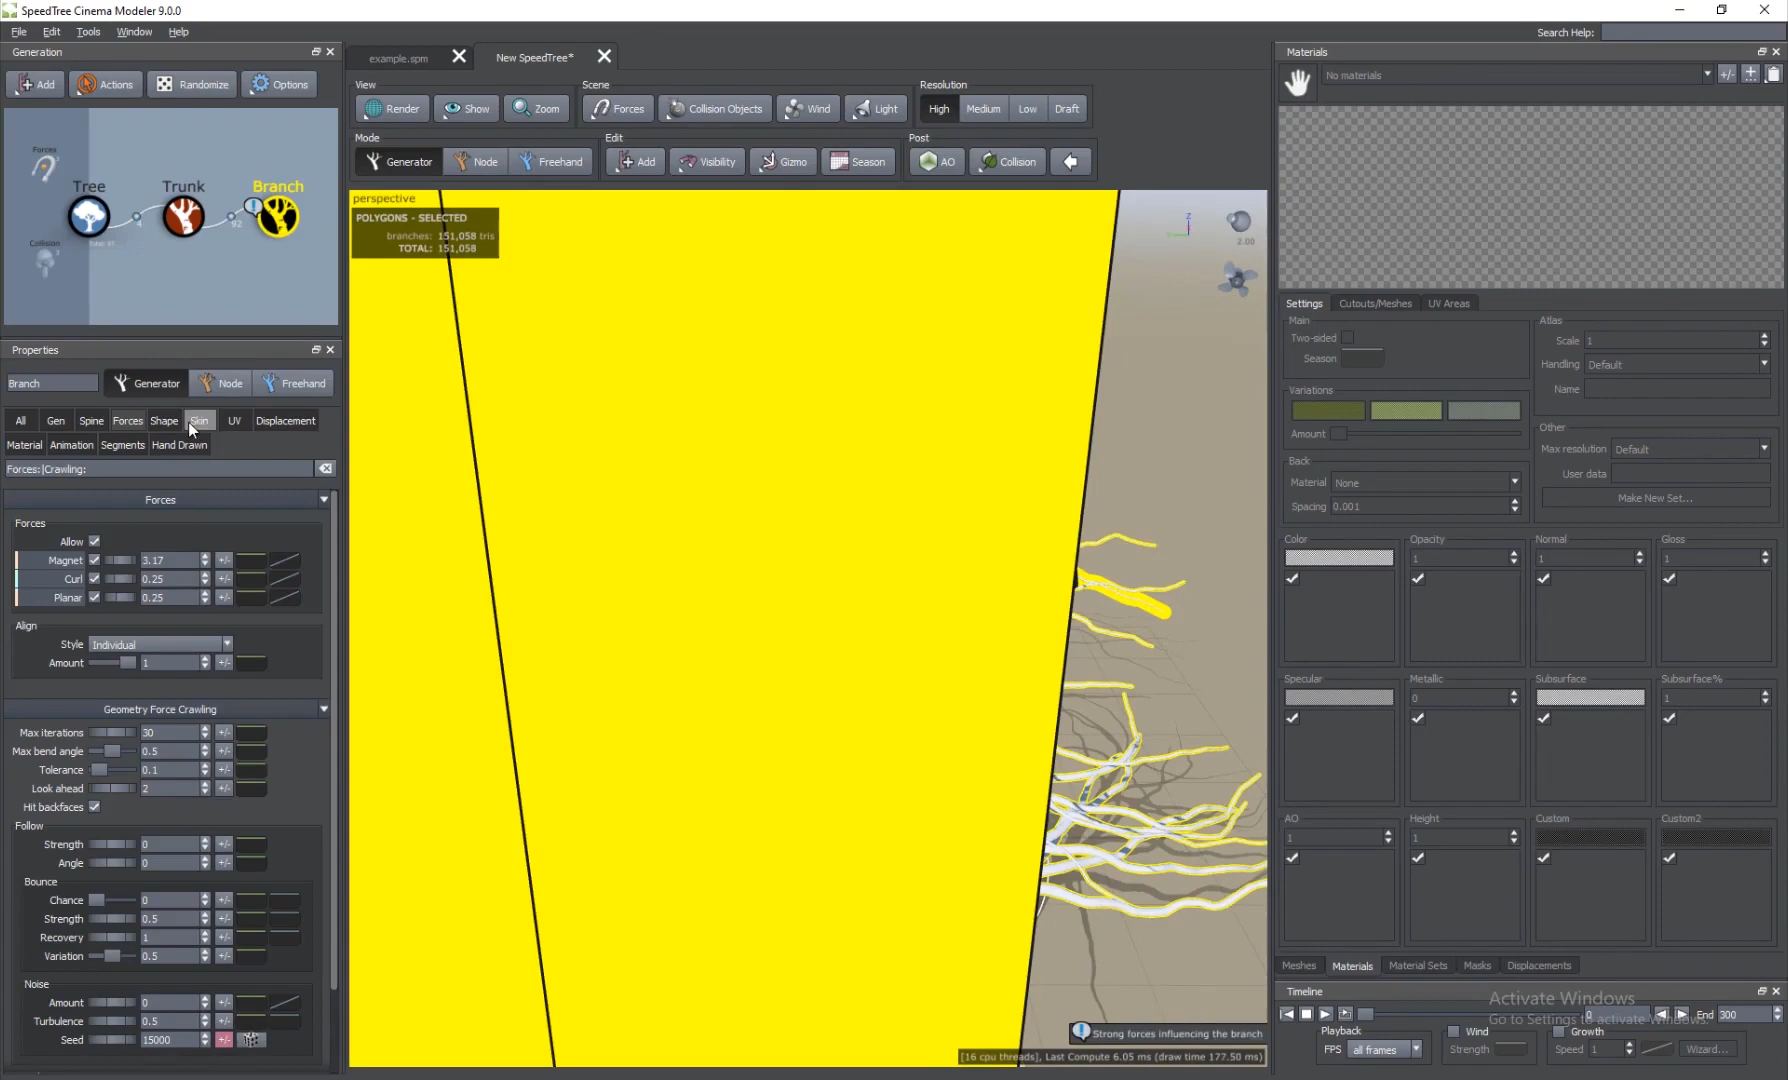 SpeedTree Cinema Modeler 9.0.0
File Edit Tools Window Help
Search Help:
Generation
Add Actions Randomize Options
Forces
Tree Trunk Branch
4 92
Collision
Properties
Branch Generator Node Freehand
All Gen Spine Forces Shape Skin UV Displacement
Material Animation Segments Hand Drawn
Forces:|Crawling:
Forces
Forces
Allow
Magnet 3.17 +/-
Curl 0.25 +/-
Planar 0.25 +/-
Align
Style Individual
Amount 1 +/-
Geometry Force Crawling
Max iterations 30 +/-
Max bend angle 0.5 +/-
Tolerance 0.1 +/-
Look ahead 2 +/-
Hit backfaces
Follow
Strength 0 +/-
Angle 0 +/-
Bounce
Chance 0 +/-
Strength 0.5 +/-
Recovery 1 +/-
Variation 0.5 +/-
Noise
Amount 0 +/-
Turbulence 0.5 +/-
Seed 15000 +/-
example.spm New SpeedTree*
View Scene Resolution
Render Show Zoom Forces Collision Objects Wind Light High Medium Low Draft
Mode Edit Post
Generator Node Freehand Add Visibility Gizmo Season AO Collision
perspective
POLYGONS - SELECTED
branches: 151,058 tris
TOTAL: 151,058
Z
2.00
Strong forces influencing the branch
[16 cpu threads], Last Compute 6.05 ms (draw time 177.50 ms)
Materials
No materials +/-
Settings Cutouts/Meshes UV Areas
Main
Two-sided
Season
Variations
Amount
Back
Material None
Spacing 0.001
Atlas
Scale 1
Handling Default
Name
Other
Max resolution Default
User data
Make New Set...
Color Opacity Normal Gloss
1 1 1
Specular Metallic Subsurface Subsurface%
0 1
AO Height Custom Custom2
1 1
Meshes Materials Material Sets Masks Displacements
Timeline
Activate Windows
Go to Settings to activate Windows.
0 End 300
Playback Wind Growth
FPS all frames Strength Speed 1 Wizard...